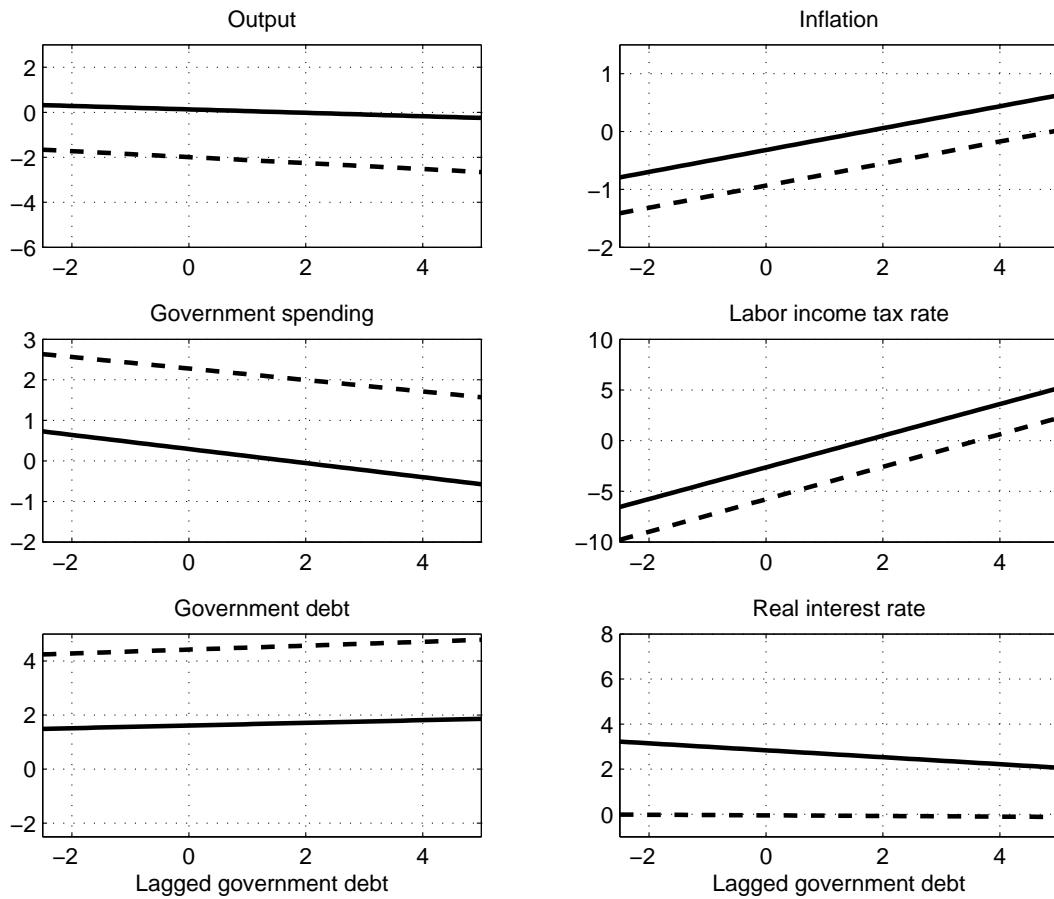 Output
2
0
−2
−4
−6
−2 0 2 4
Inflation
1
0
−1
−2
−2 0 2 4
Government spending
3
2
1
0
−1
−2
−2 0 2 4
Labor income tax rate
10
5
0
−5
−10
−2 0 2 4
Government debt
4
2
0
−2
−2 0 2 4
Lagged government debt
Real interest rate
8
6
4
2
0
−2 0 2 4
Lagged government debt